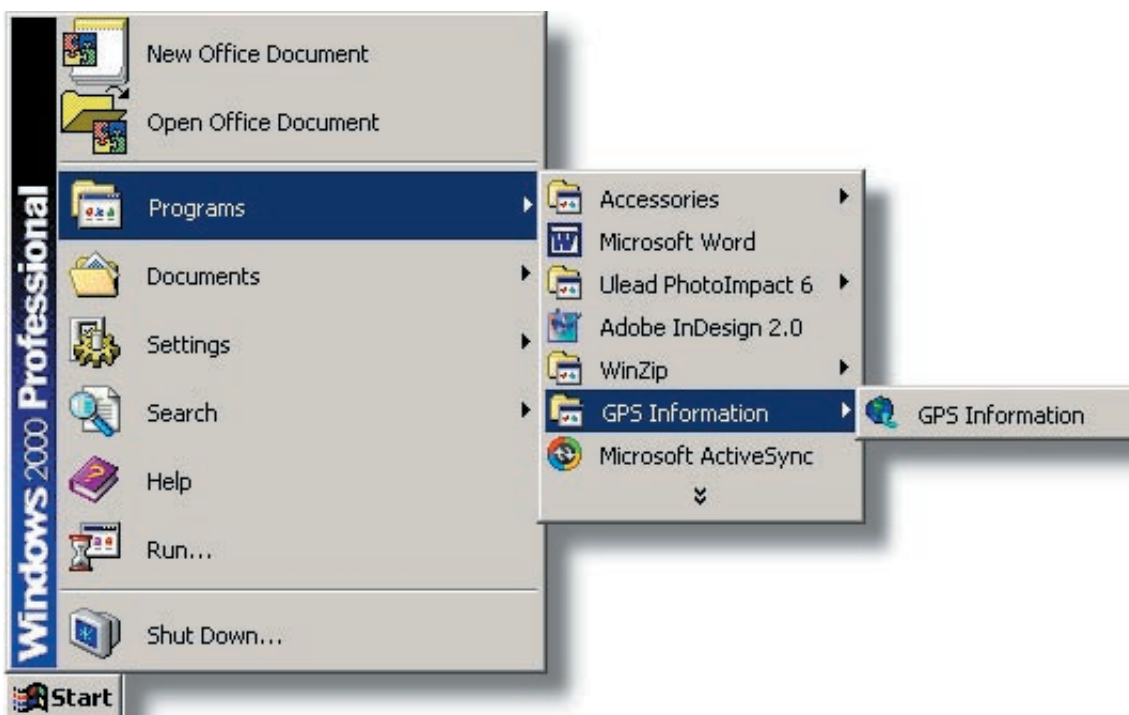 Windows 2000 Professional
New Office Document
Open Office Document
Programs
Documents
Settings
Search
Help
Run...
Shut Down...
Start
Accessories
Microsoft Word
Ulead PhotoImpact 6
Adobe InDesign 2.0
WinZip
GPS Information
Microsoft ActiveSync
GPS Information